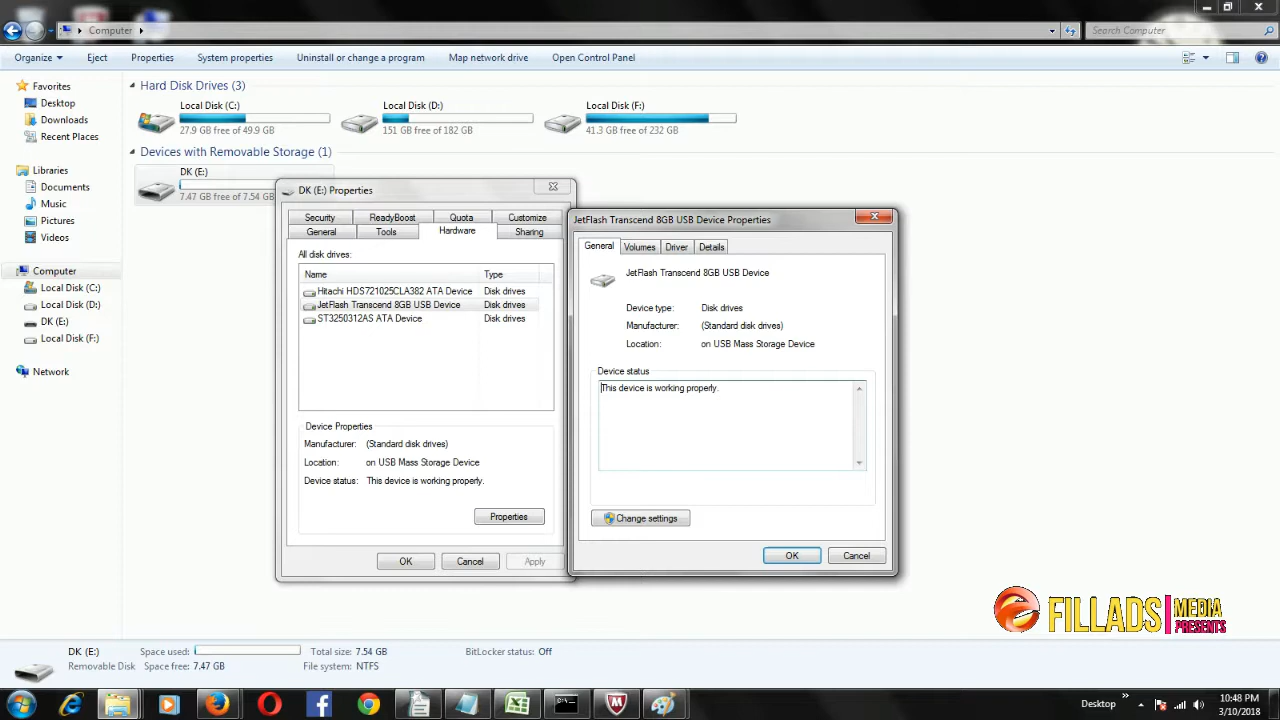 Computer
Search Computer
Organize
Eject
Properties
System properties
Uninstall or change a program
Map network drive
Open Control Panel
Favorites
Desktop
Downloads
Recent Places
Libraries
Documents
Music
Pictures
Videos
Computer
Local Disk (C:)
Local Disk (D:)
DK (E:)
Local Disk (F:)
Network
Hard Disk Drives (3)
Local Disk (C:)
27.9 GB free of 49.9 GB
Local Disk (D:)
151 GB free of 182 GB
Local Disk (F:)
41.3 GB free of 232 GB
Devices with Removable Storage (1)
DK (E:)
7.47 GB free of 7.54 GB
DK (E:) Properties
Security
ReadyBoost
Quota
Customize
General
Tools
Hardware
Sharing
All disk drives:
Name Type
Hitachi HDS721025CLA382 ATA Device Disk drives
JetFlash Transcend 8GB USB Device Disk drives
ST3250312AS ATA Device Disk drives
Device Properties
Manufacturer: (Standard disk drives)
Location: on USB Mass Storage Device
Device status: This device is working properly.
Properties
OK
Cancel
Apply
JetFlash Transcend 8GB USB Device Properties
General
Volumes
Driver
Details
JetFlash Transcend 8GB USB Device
Device type: Disk drives
Manufacturer: (Standard disk drives)
Location: on USB Mass Storage Device
Device status
This device is working properly.
Change settings
OK
Cancel
FILLADS MEDIA PRESENTS
DK (E:)
Removable Disk
Space used:
Space free: 7.47 GB
Total size: 7.54 GB
File system: NTFS
BitLocker status: Off
Desktop
10:48 PM
3/10/2018